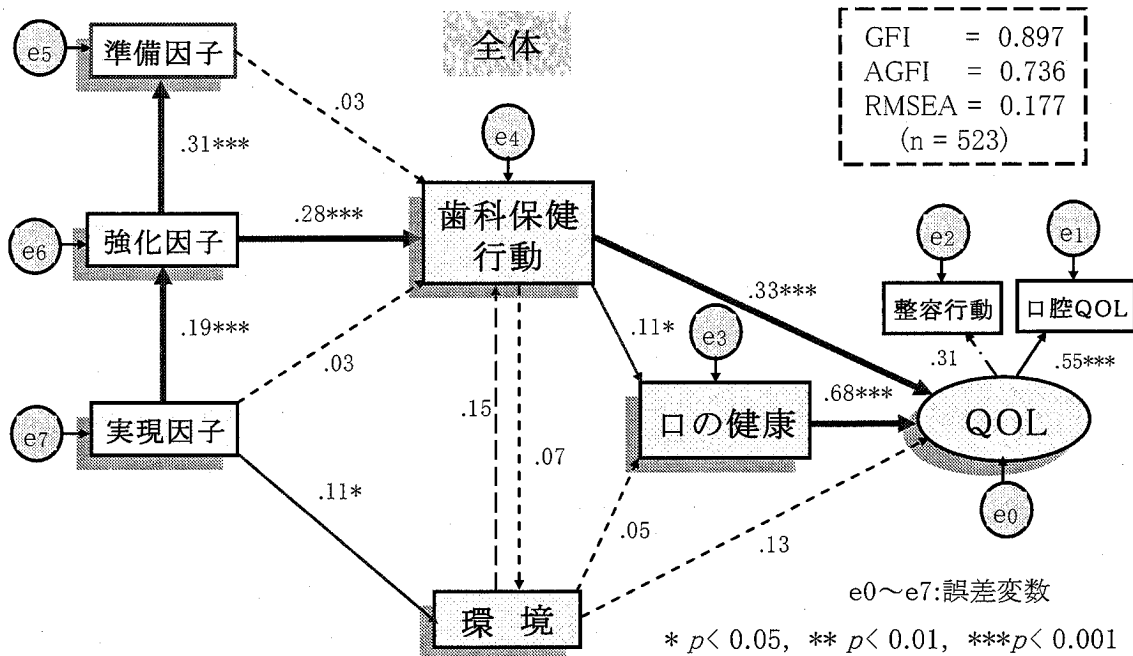 e5
準備因子
全体
GFI = 0.897
AGFI = 0.736
RMSEA = 0.177
(n = 523)
.03
e4
.31***
歯科保健
行動
e6
強化因子
.28***
e2
e1
整容行動
口腔QOL
.33***
.19***
.11*
e3
.31
.55***
.03
e7
実現因子
.15
口の健康
.68***
QOL
.07
.11*
.05
.13
e0
環 境
e0～e7:誤差変数
* p< 0.05, ** p< 0.01, ***p< 0.001